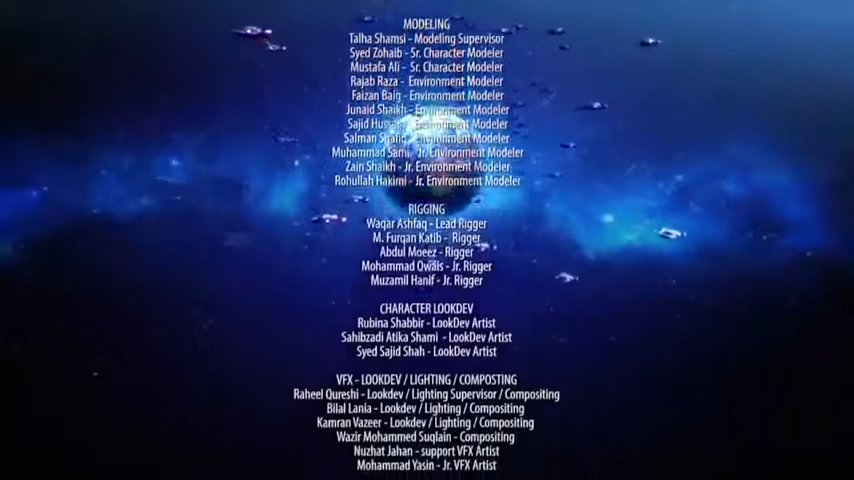 MODELING
Talha Shamsi - Modeling Supervisor
Syed Zohaib - Sr. Character Modeler
Mustafa Ali - Sr. Character Modeler
Rajab Raza - Environment Modeler
Faizan Baig - Environment Modeler
Junaid Shaikh - Environment Modeler
Sajid Hussain - Environment Modeler
Salman Shafiq - Environment Modeler
Muhammad Sami - Jr. Environment Modeler
Zain Shaikh - Jr. Environment Modeler
Rohullah Hakimi - Jr. Environment Modeler
RIGGING
Waqar Ashfaq - Lead Rigger
M. Furqan Katib - Rigger
Abdul Moeez - Rigger
Mohammad Owais - Jr. Rigger
Muzamil Hanif - Jr. Rigger
CHARACTER LOOKDEV
Rubina Shabbir - LookDev Artist
Sahibzadi Atika Shami - LookDev Artist
Syed Sajid Shah - LookDev Artist
VFX - LOOKDEV / LIGHTING / COMPOSTING
Raheel Qureshi - Lookdev / Lighting Supervisor / Compositing
Bilal Lania - Lookdev / Lighting / Compositing
Kamran Vazeer - Lookdev / Lighting / Compositing
Wazir Mohammed Suqlain - Compositing
Nuzhat Jahan - support VFX Artist
Mohammad Yasin - Jr. VFX Artist